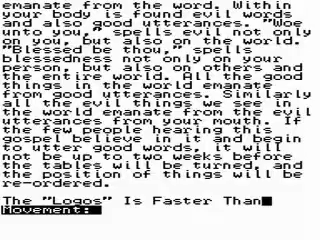 emanate from the word. Within
your body is found evil words
and also good utterances. "Woe
unto you," spells evil not only
on you, but also on the world.
"Blessed be thou," spells
blessedness not only on your
person, but also on others and
the entire world. All the good
things in the world emanate
from good utterances. Similarly
all the evil things we see in
the world emanate from the evil
utterances from your mouth. If
the few people hearing this
gospel believe in it and begin
to utter good words, it will
not be up to two weeks before
the tables will be turned, and
the position of things will be
re-ordered.
The "Logos" Is Faster Than
Movement: